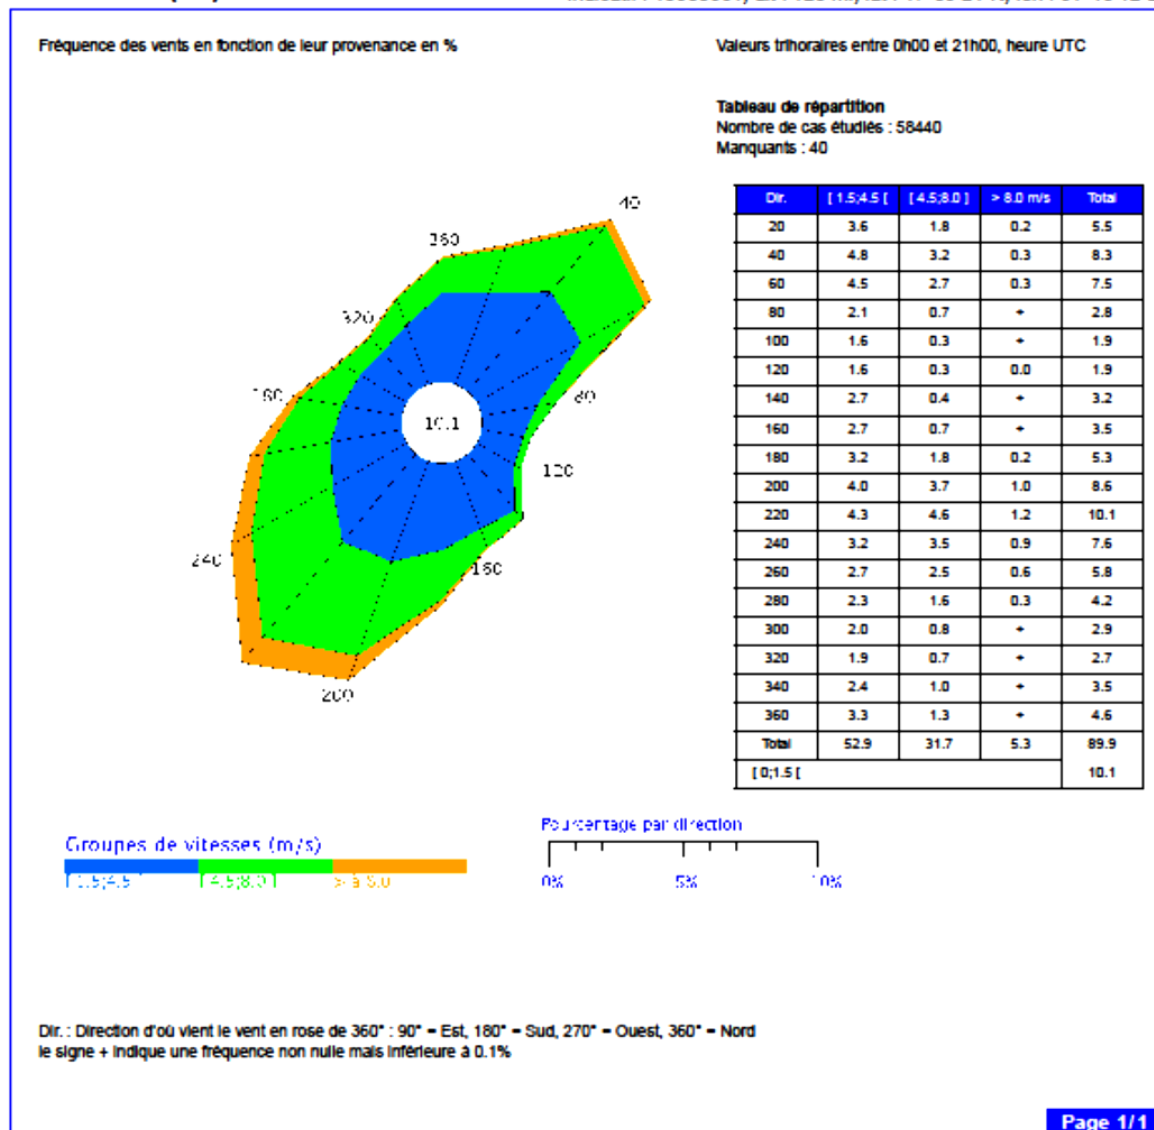 Fréquence des vents en fonction de leur provenance en %
Valeurs trihoraires entre 0h00 et 21h00, heure UTC
Tableau de répartition
Nombre de cas étudiés : 58440
Manquants : 40
Dir. [ 1.5;4.5 [ [ 4.5;8.0 ] > 8.0 m/s Total
20 3.6 1.8 0.2 5.5
40 4.8 3.2 0.3 8.3
60 4.5 2.7 0.3 7.5
80 2.1 0.7 + 2.8
100 1.6 0.3 + 1.9
120 1.6 0.3 0.0 1.9
140 2.7 0.4 + 3.2
160 2.7 0.7 + 3.5
180 3.2 1.8 0.2 5.3
200 4.0 3.7 1.0 8.6
220 4.3 4.6 1.2 10.1
240 3.2 3.5 0.9 7.6
260 2.7 2.5 0.6 5.8
280 2.3 1.6 0.3 4.2
300 2.0 0.8 + 2.9
320 1.9 0.7 + 2.7
340 2.4 1.0 + 3.5
360 3.3 1.3 + 4.6
Total 52.9 31.7 5.3 89.9
[ 0;1.5 [ 10.1
40
360
320
80
10.1
120
240
160
200
Groupes de vitesses (m/s)
[ 1.5;4.5 [ [ 4.5;8.0 ] > à 8.0
Pourcentage par direction
0% 5% 10%
Dir. : Direction d'où vient le vent en rose de 360° : 90° = Est, 180° = Sud, 270° = Ouest, 360° = Nord
le signe + indique une fréquence non nulle mais inférieure à 0.1%
Page 1/1